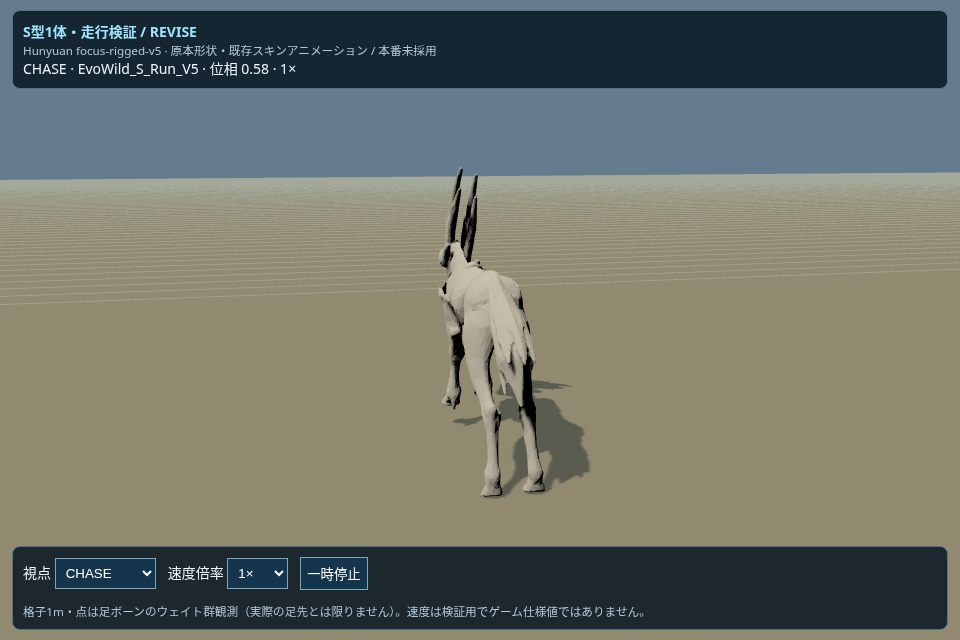 S型1体・走行検証 / REVISE
Hunyuan focus-rigged-v5 · 原本形状・既存スキンアニメーション / 本番未採用
CHASE · EvoWild_S_Run_V5 · 位相 0.58 · 1×
視点 CHASE 速度倍率 1× 一時停止
格子1m・点は足ボーンのウェイト群観測（実際の足先とは限りません）。速度は検証用でゲーム仕様値ではありません。